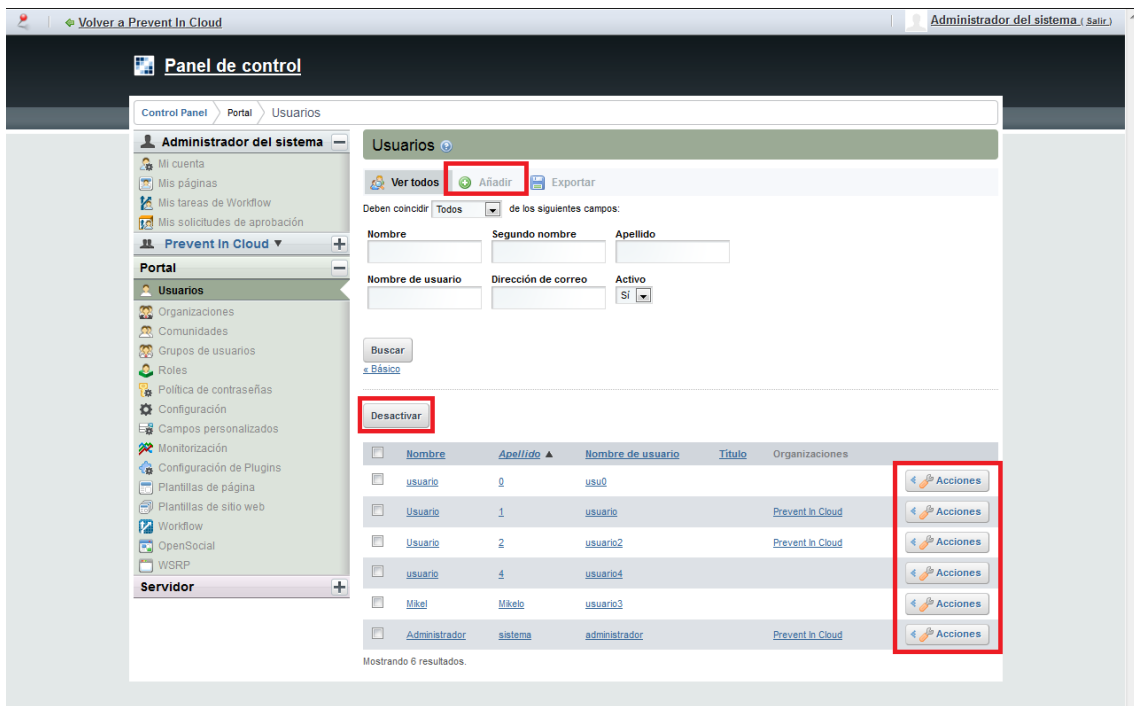 Volver a Prevent In Cloud
Administrador del sistema ( Salir )
Panel de control
Control Panel Portal Usuarios
Administrador del sistema
Mi cuenta
Mis páginas
Mis tareas de Workflow
Mis solicitudes de aprobación
Prevent In Cloud ▼
Portal
Usuarios
Organizaciones
Comunidades
Grupos de usuarios
Roles
Política de contraseñas
Configuración
Campos personalizados
Monitorización
Configuración de Plugins
Plantillas de página
Plantillas de sitio web
Workflow
OpenSocial
WSRP
Servidor
Usuarios
Ver todos Añadir Exportar
Deben coincidir Todos de los siguientes campos:
Nombre Segundo nombre Apellido
Nombre de usuario Dirección de correo Activo
Sí
Buscar
« Básico
Desactivar
Nombre Apellido ▲ Nombre de usuario Título Organizaciones
usuario 0 usu0 Acciones
Usuario 1 usuario Prevent In Cloud Acciones
Usuario 2 usuario2 Prevent In Cloud Acciones
usuario 4 usuario4 Acciones
Mikel Mikelo usuario3 Acciones
Administrador sistema administrador Prevent In Cloud Acciones
Mostrando 6 resultados.